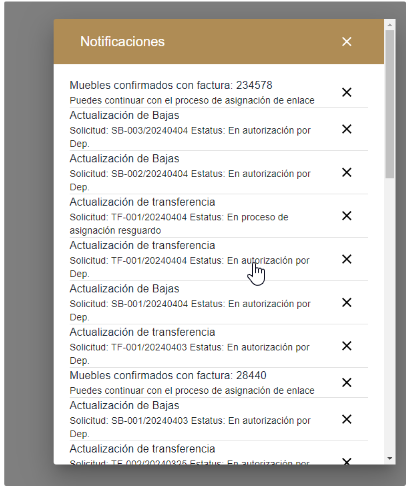 Notificaciones
Muebles confirmados con factura: 234578
Puedes continuar con el proceso de asignación de enlace
Actualización de Bajas
Solicitud: SB-003/20240404 Estatus: En autorización por
Dep.
Actualización de Bajas
Solicitud: SB-002/20240404 Estatus: En autorización por
Dep.
Actualización de transferencia
Solicitud: TF-001/20240404 Estatus: En proceso de
asignación resguardo
Actualización de transferencia
Solicitud: TF-001/20240404 Estatus: En autorización por
Dep.
Actualización de Bajas
Solicitud: SB-001/20240404 Estatus: En autorización por
Dep.
Actualización de transferencia
Solicitud: TF-001/20240403 Estatus: En autorización por
Dep.
Muebles confirmados con factura: 28440
Puedes continuar con el proceso de asignación de enlace
Actualización de Bajas
Solicitud: SB-001/20240403 Estatus: En autorización por
Dep.
Actualización de transferencia
Solicitud: TF-002/20240325 Estatus: En autorización por